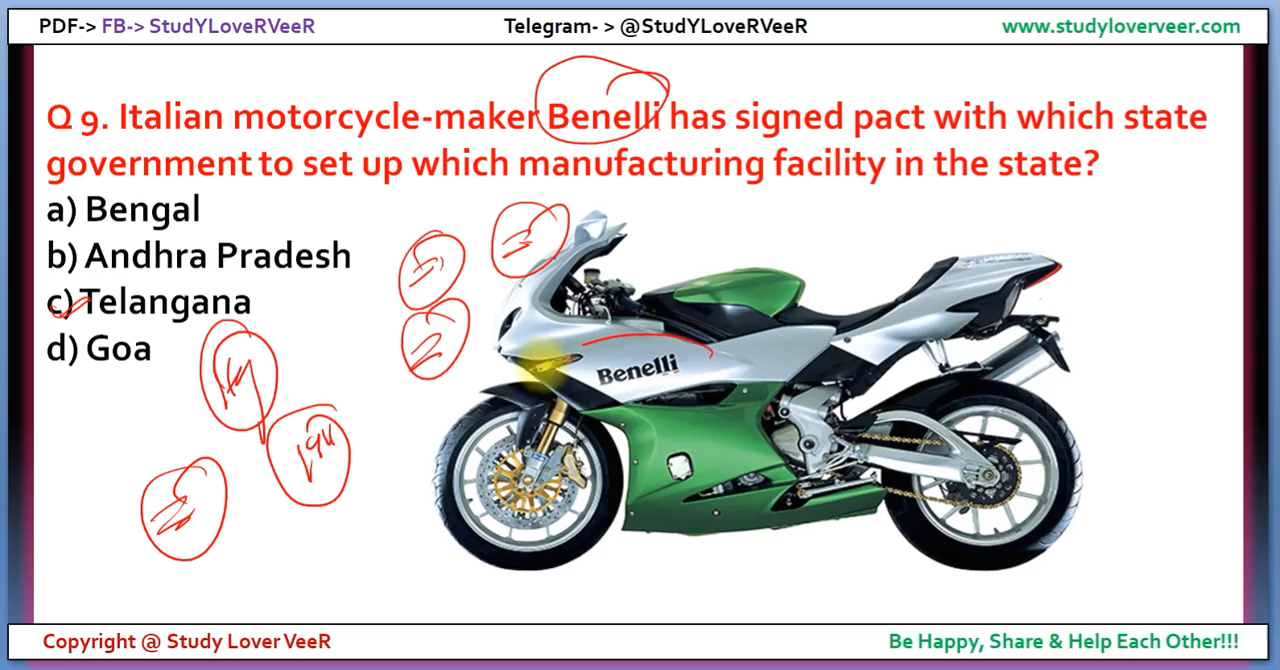 PDF-> FB-> StudYLoveRVeeR
Telegram- > @StudYLoveRVeeR
www.studyloverveer.com
Q 9. Italian motorcycle-maker Benelli has signed pact with which state
government to set up which manufacturing facility in the state?
a) Bengal
b) Andhra Pradesh
c) Telangana
d) Goa
Benelli
Copyright @ Study Lover VeeR
Be Happy, Share & Help Each Other!!!